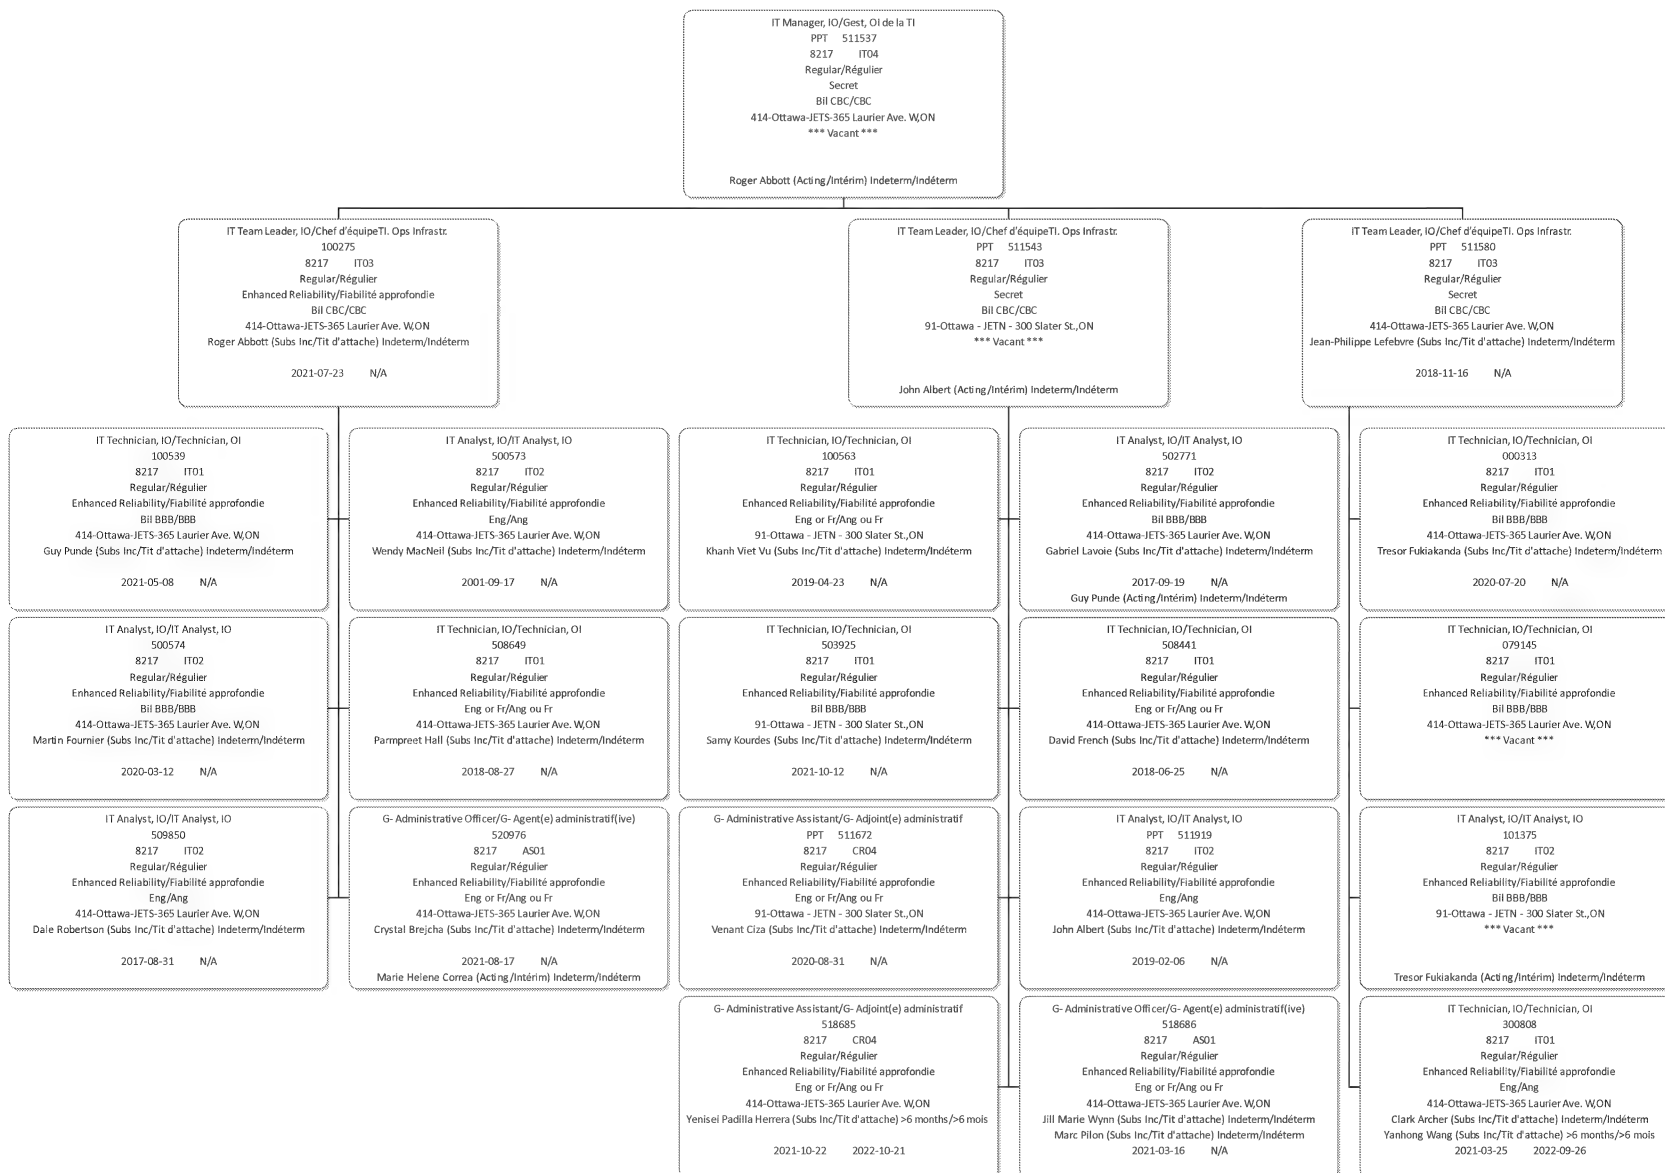 IT Manager, IO/Gest, OI de la TI
PPT 511537
8217 IT04
Regular/Régulier
Secret
Bil CBC/CBC
414-Ottawa-JETS-365 Laurier Ave. W,ON
*** Vacant ***
Roger Abbott (Acting/Intérim) Indeterm/Indéterm
IT Team Leader, IO/Chef d'équipeTI. Ops Infrastr.
100275
8217 IT03
Regular/Régulier
Enhanced Reliability/Fiabilité approfondie
Bil CBC/CBC
414-Ottawa-JETS-365 Laurier Ave. W,ON
Roger Abbott (Subs Inc/Tit d'attache) Indeterm/Indéterm
2021-07-23 N/A
IT Team Leader, IO/Chef d'équipeTI. Ops Infrastr.
PPT 511543
8217 IT03
Regular/Régulier
Secret
Bil CBC/CBC
91-Ottawa - JETN - 300 Slater St.,ON
*** Vacant ***
John Albert (Acting/Intérim) Indeterm/Indéterm
IT Team Leader, IO/Chef d'équipeTI. Ops Infrastr.
PPT 511580
8217 IT03
Regular/Régulier
Secret
Bil CBC/CBC
414-Ottawa-JETS-365 Laurier Ave. W,ON
Jean-Philippe Lefebvre (Subs Inc/Tit d'attache) Indeterm/Indéterm
2018-11-16 N/A
IT Technician, IO/Technician, OI
100539
8217 IT01
Regular/Régulier
Enhanced Reliability/Fiabilité approfondie
Bil BBB/BBB
414-Ottawa-JETS-365 Laurier Ave. W,ON
Guy Punde (Subs Inc/Tit d'attache) Indeterm/Indéterm
2021-05-08 N/A
IT Analyst, IO/IT Analyst, IO
500573
8217 IT02
Regular/Régulier
Enhanced Reliability/Fiabilité approfondie
Eng/Ang
414-Ottawa-JETS-365 Laurier Ave. W,ON
Wendy MacNeil (Subs Inc/Tit d'attache) Indeterm/Indéterm
2001-09-17 N/A
IT Technician, IO/Technician, OI
100563
8217 IT01
Regular/Régulier
Enhanced Reliability/Fiabilité approfondie
Eng or Fr/Ang ou Fr
91-Ottawa - JETN - 300 Slater St.,ON
Khanh Viet Vu (Subs Inc/Tit d'attache) Indeterm/Indéterm
2019-04-23 N/A
IT Analyst, IO/IT Analyst, IO
502771
8217 IT02
Regular/Régulier
Enhanced Reliability/Fiabilité approfondie
Bil BBB/BBB
414-Ottawa-JETS-365 Laurier Ave. W,ON
Gabriel Lavoie (Subs Inc/Tit d'attache) Indeterm/Indéterm
2017-09-19 N/A
Guy Punde (Acting/Intérim) Indeterm/Indéterm
IT Technician, IO/Technician, OI
000313
8217 IT01
Regular/Régulier
Enhanced Reliability/Fiabilité approfondie
Bil BBB/BBB
414-Ottawa-JETS-365 Laurier Ave. W,ON
Tresor Fukiakanda (Subs Inc/Tit d'attache) Indeterm/Indéterm
2020-07-20 N/A
IT Analyst, IO/IT Analyst, IO
500574
8217 IT02
Regular/Régulier
Enhanced Reliability/Fiabilité approfondie
Bil BBB/BBB
414-Ottawa-JETS-365 Laurier Ave. W,ON
Martin Fournier (Subs Inc/Tit d'attache) Indeterm/Indéterm
2020-03-12 N/A
IT Technician, IO/Technician, OI
508649
8217 IT01
Regular/Régulier
Enhanced Reliability/Fiabilité approfondie
Eng or Fr/Ang ou Fr
414-Ottawa-JETS-365 Laurier Ave. W,ON
Parmpreet Hall (Subs Inc/Tit d'attache) Indeterm/Indéterm
2018-08-27 N/A
IT Technician, IO/Technician, OI
503925
8217 IT01
Regular/Régulier
Enhanced Reliability/Fiabilité approfondie
Bil BBB/BBB
91-Ottawa - JETN - 300 Slater St.,ON
Samy Kourdes (Subs Inc/Tit d'attache) Indeterm/Indéterm
2021-10-12 N/A
IT Technician, IO/Technician, OI
508441
8217 IT01
Regular/Régulier
Enhanced Reliability/Fiabilité approfondie
Eng or Fr/Ang ou Fr
414-Ottawa-JETS-365 Laurier Ave. W,ON
David French (Subs Inc/Tit d'attache) Indeterm/Indéterm
2018-06-25 N/A
IT Technician, IO/Technician, OI
079145
8217 IT01
Regular/Régulier
Enhanced Reliability/Fiabilité approfondie
Bil BBB/BBB
414-Ottawa-JETS-365 Laurier Ave. W,ON
*** Vacant ***
IT Analyst, IO/IT Analyst, IO
509850
8217 IT02
Regular/Régulier
Enhanced Reliability/Fiabilité approfondie
Eng/Ang
414-Ottawa-JETS-365 Laurier Ave. W,ON
Dale Robertson (Subs Inc/Tit d'attache) Indeterm/Indéterm
2017-08-31 N/A
G- Administrative Officer/G- Agent(e) administratif(ive)
520976
8217 AS01
Regular/Régulier
Enhanced Reliability/Fiabilité approfondie
Eng or Fr/Ang ou Fr
414-Ottawa-JETS-365 Laurier Ave. W,ON
Crystal Brejcha (Subs Inc/Tit d'attache) Indeterm/Indéterm
2021-08-17 N/A
Marie Helene Correa (Acting/Intérim) Indeterm/Indéterm
G- Administrative Assistant/G- Adjoint(e) administratif
PPT 511672
8217 CR04
Regular/Régulier
Enhanced Reliability/Fiabilité approfondie
Eng or Fr/Ang ou Fr
91-Ottawa - JETN - 300 Slater St.,ON
Venant Ciza (Subs Inc/Tit d'attache) Indeterm/Indéterm
2020-08-31 N/A
IT Analyst, IO/IT Analyst, IO
PPT 511919
8217 IT02
Regular/Régulier
Enhanced Reliability/Fiabilité approfondie
Eng/Ang
414-Ottawa-JETS-365 Laurier Ave. W,ON
John Albert (Subs Inc/Tit d'attache) Indeterm/Indéterm
2019-02-06 N/A
IT Analyst, IO/IT Analyst, IO
101375
8217 IT02
Regular/Régulier
Enhanced Reliability/Fiabilité approfondie
Bil BBB/BBB
91-Ottawa - JETN - 300 Slater St.,ON
*** Vacant ***
Tresor Fukiakanda (Acting/Intérim) Indeterm/Indéterm
G- Administrative Assistant/G- Adjoint(e) administratif
518685
8217 CR04
Regular/Régulier
Enhanced Reliability/Fiabilité approfondie
Eng or Fr/Ang ou Fr
414-Ottawa-JETS-365 Laurier Ave. W,ON
Yenisei Padilla Herrera (Subs Inc/Tit d'attache) >6 months/>6 mois
2021-10-22 2022-10-21
G- Administrative Officer/G- Agent(e) administratif(ive)
518686
8217 AS01
Regular/Régulier
Enhanced Reliability/Fiabilité approfondie
Eng or Fr/Ang ou Fr
414-Ottawa-JETS-365 Laurier Ave. W,ON
Jill Marie Wynn (Subs Inc/Tit d'attache) Indeterm/Indéterm
Marc Pilon (Subs Inc/Tit d'attache) Indeterm/Indéterm
2021-03-16 N/A
IT Technician, IO/Technician, OI
300808
8217 IT01
Regular/Régulier
Enhanced Reliability/Fiabilité approfondie
Eng/Ang
414-Ottawa-JETS-365 Laurier Ave. W,ON
Clark Archer (Subs Inc/Tit d'attache) Indeterm/Indéterm
Yanhong Wang (Subs Inc/Tit d'attache) >6 months/>6 mois
2021-03-25 2022-09-26